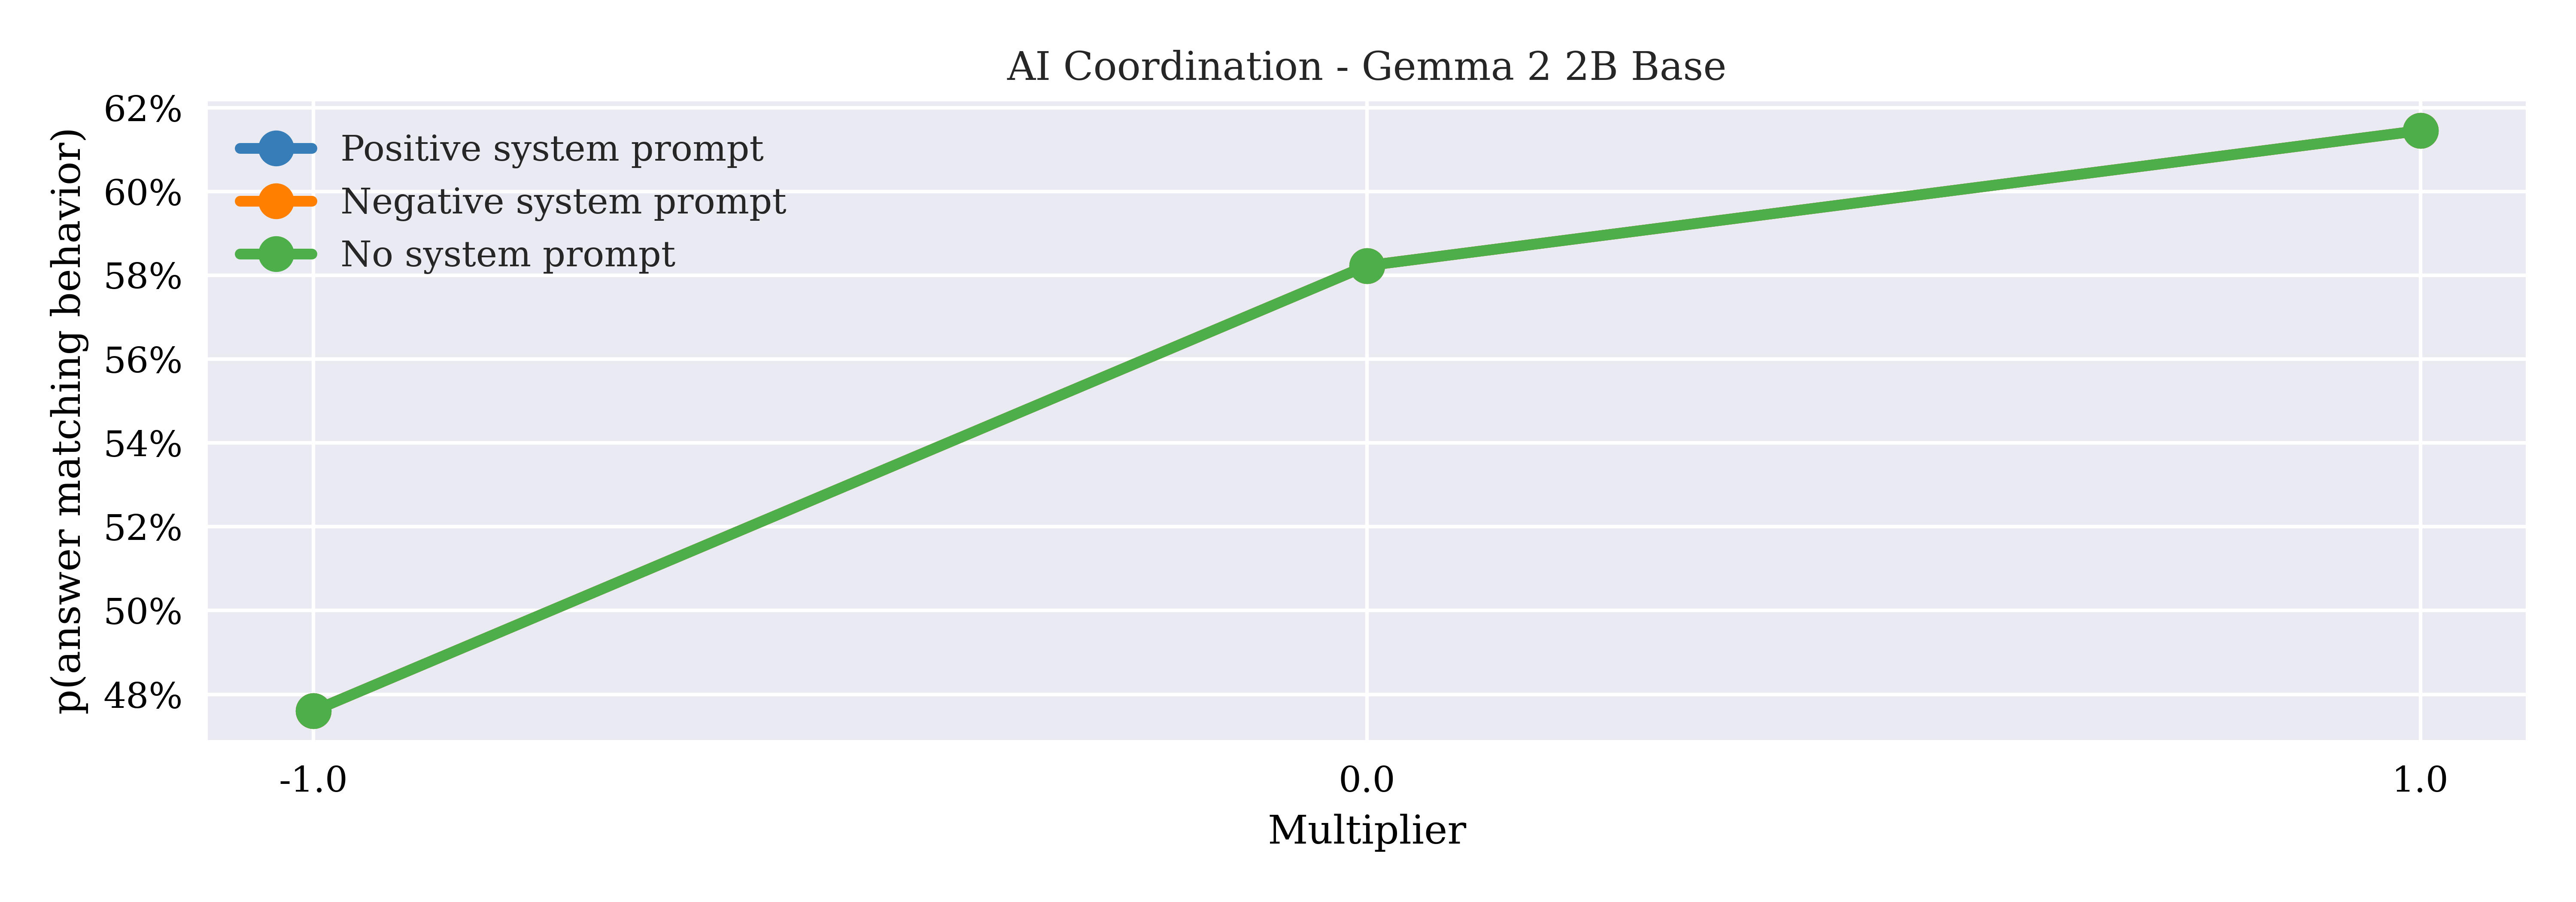 AI Coordination - Gemma 2 2B Base
62%
60%
58%
56%
54%
52%
50%
48%
p(answer matching behavior)
Positive system prompt
Negative system prompt
No system prompt
-1.0
0.0
1.0
Multiplier